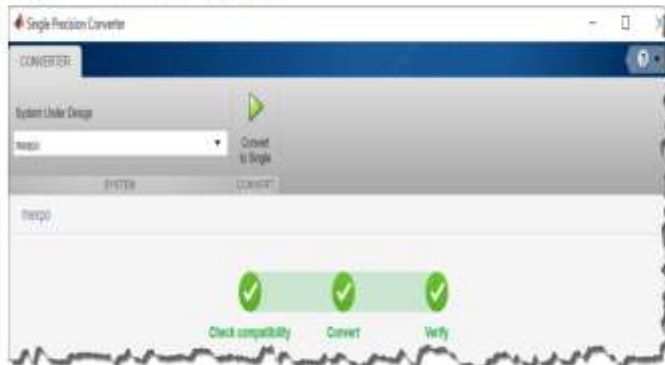 Single Precision Converter
CONVERTER
System Under Design
Convert
to Single
SYSTEM
CONVERT
Check compatibility
Convert
Verify